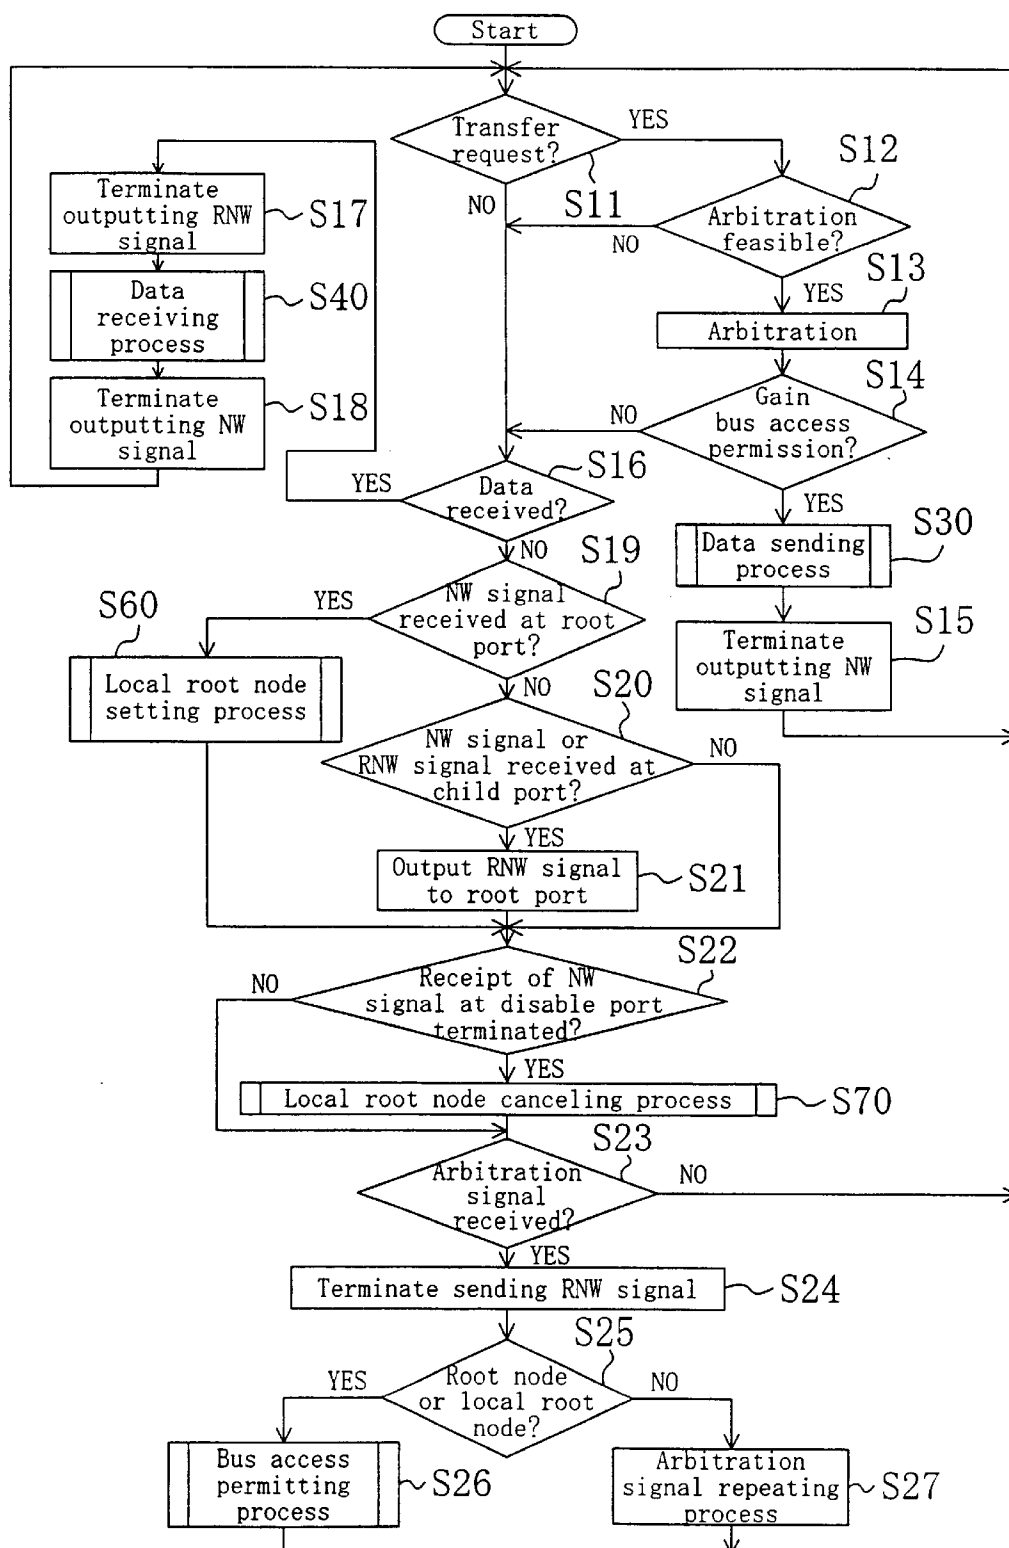 Start
Transfer
request?
YES
S11
NO
S12
Arbitration
feasible?
NO
YES
S13
Arbitration
S14
Gain
bus access
permission?
NO
YES
S30
Data sending
process
S15
Terminate
outputting NW
signal
Terminate
outputting RNW
signal
S17
Data
receiving
process
S40
Terminate
outputting NW
signal
S18
S16
Data
received?
YES
NO
S19
NW signal
received at root
port?
YES
NO
S60
Local root node
setting process
S20
NW signal or
RNW signal received at
child port?
NO
YES
Output RNW signal
to root port
S21
S22
Receipt of NW
signal at disable port
terminated?
NO
YES
Local root node canceling process
S70
S23
Arbitration
signal
received?
NO
YES
Terminate sending RNW signal
S24
S25
Root node
or local root
node?
YES
NO
Bus access
permitting
process
S26
Arbitration
signal repeating
process
S27